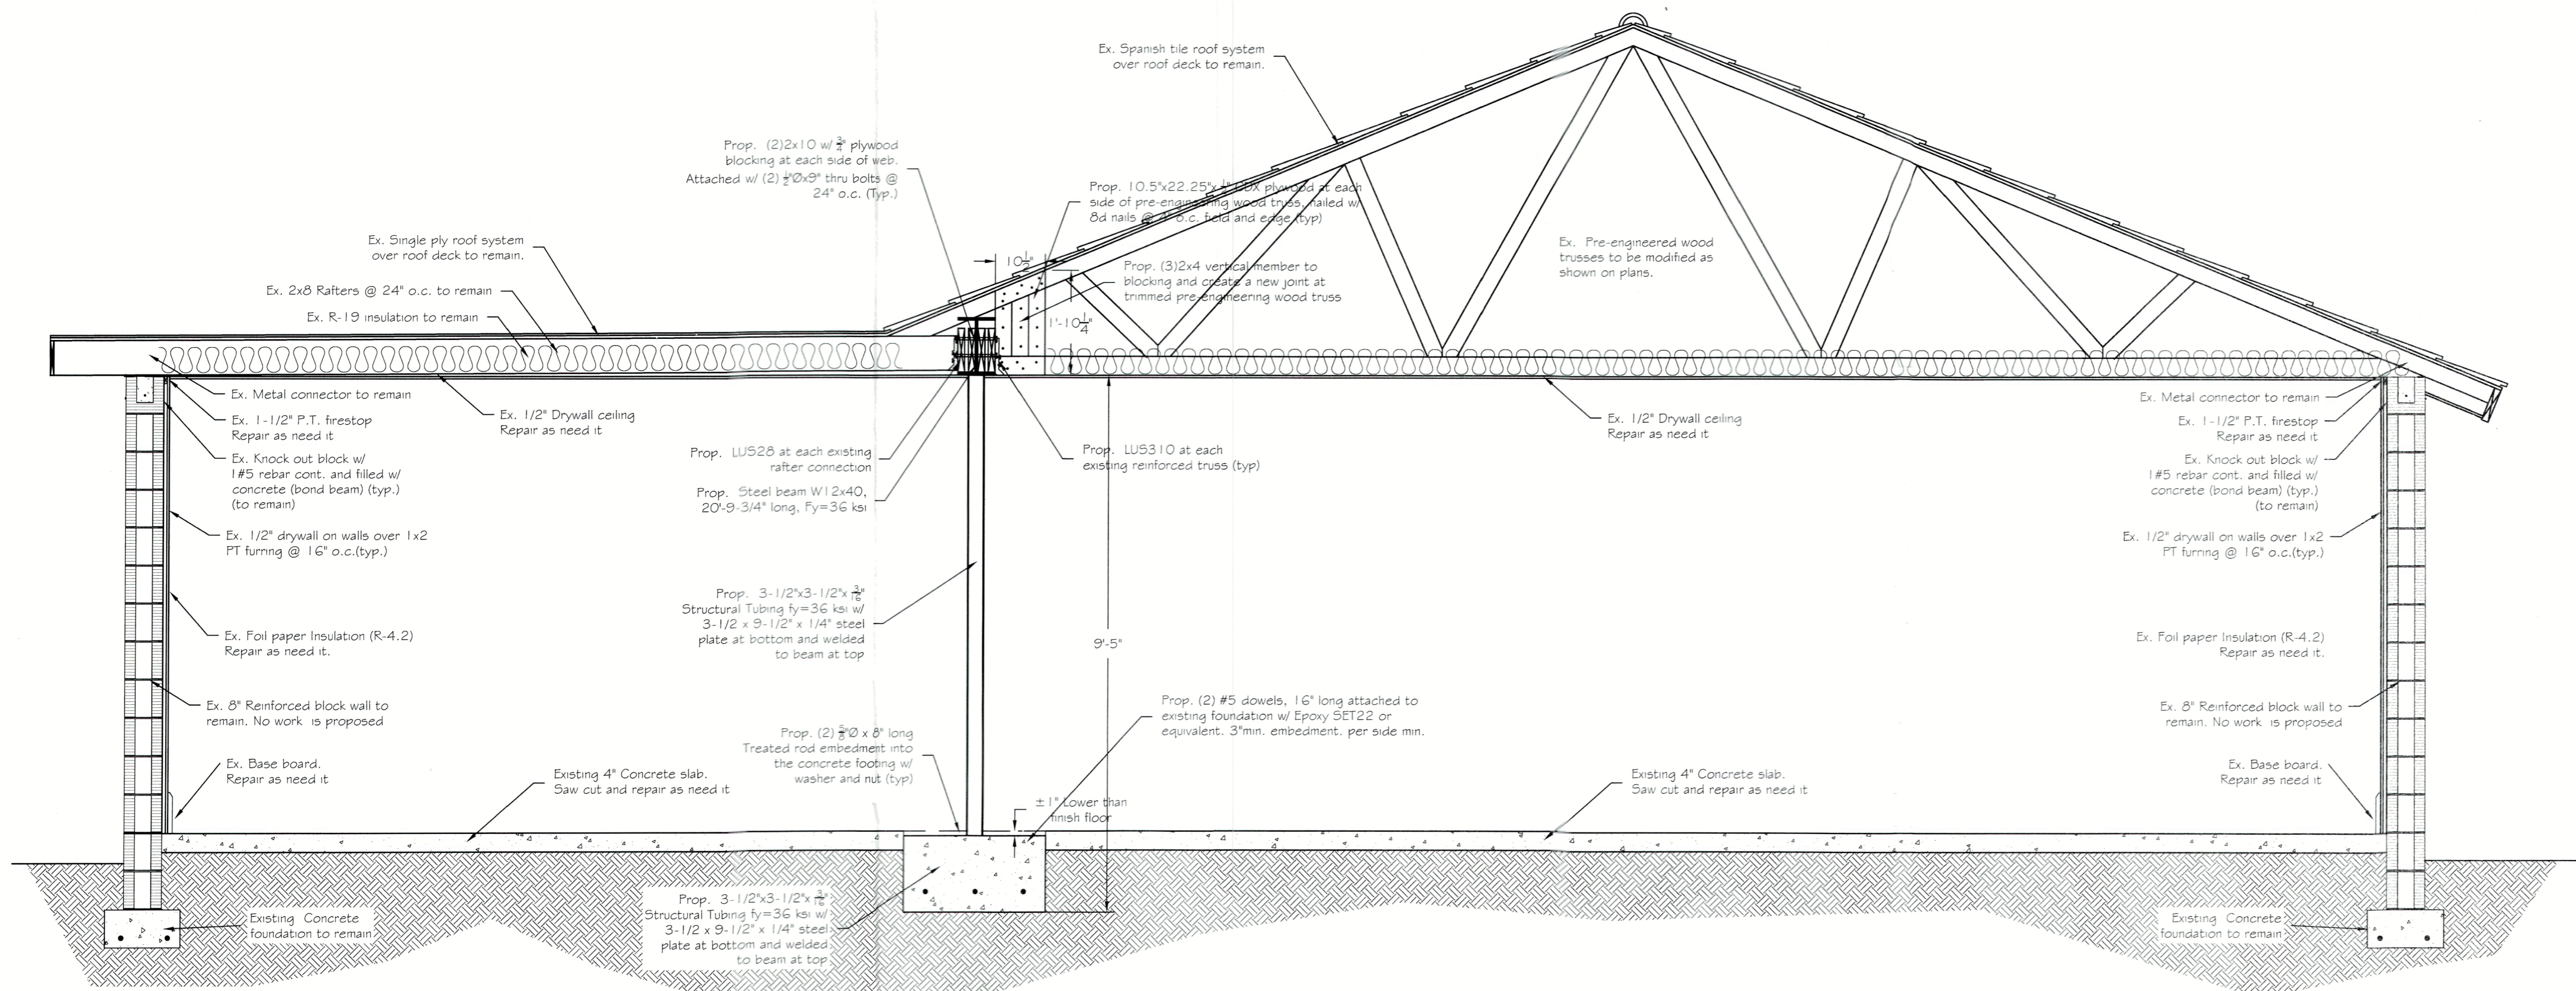 Ex. Spanish tile roof system
over roof deck to remain.
Prop. (2)2x10 w/ 3/4" plywood
blocking at each side of web.
Attached w/ (2) 1/2"Øx9" thru bolts @
24" o.c. (Typ.)
Prop. 10.5"x22.25"x 1/2" CDX plywood at each
side of pre-engineering wood truss, nailed w/
8d nails @ 4" o.c. field and edge (typ)
Ex. Single ply roof system
over roof deck to remain.
Ex. 2x8 Rafters @ 24" o.c. to remain
Ex. R-19 insulation to remain
10 1/2"
Prop. (3)2x4 vertical member to
blocking and create a new joint at
trimmed pre-engineering wood truss
1'-10 1/4"
Ex. Pre-engineered wood
trusses to be modified as
shown on plans.
Ex. Metal connector to remain
Ex. 1-1/2" P.T. firestop
Repair as need it
Ex. Knock out block w/
1#5 rebar cont. and filled w/
concrete (bond beam) (typ.)
(to remain)
Ex. 1/2" drywall on walls over 1x2
PT furring @ 16" o.c.(typ.)
Ex. Foil paper Insulation (R-4.2)
Repair as need it.
Ex. 8" Reinforced block wall to
remain. No work is proposed
Ex. Base board.
Repair as need it
Ex. 1/2" Drywall ceiling
Repair as need it
Prop. LUS28 at each existing
rafter connection
Prop. Steel beam W12x40,
20'-9-3/4" long, Fy=36 ksi
Prop. 3-1/2"x3-1/2"x 3/16"
Structural Tubing fy=36 ksi w/
3-1/2 x 9-1/2" x 1/4" steel
plate at bottom and welded
to beam at top
Prop. (2) 5/8"Ø x 8" long
Treated rod embedment into
the concrete footing w/
washer and nut (typ)
Existing 4" Concrete slab.
Saw cut and repair as need it
Prop. LUS310 at each
existing reinforced truss (typ)
9'-5"
Prop. (2) #5 dowels, 16" long attached to
existing foundation w/ Epoxy SET22 or
equivalent. 3"min. embedment. per side min.
±1" Lower than
finish floor
Ex. 1/2" Drywall ceiling
Repair as need it
Existing 4" Concrete slab.
Saw cut and repair as need it
Ex. Metal connector to remain
Ex. 1-1/2" P.T. firestop
Repair as need it
Ex. Knock out block w/
1#5 rebar cont. and filled w/
concrete (bond beam) (typ.)
(to remain)
Ex. 1/2" drywall on walls over 1x2
PT furring @ 16" o.c.(typ.)
Ex. Foil paper Insulation (R-4.2)
Repair as need it.
Ex. 8" Reinforced block wall to
remain. No work is proposed
Ex. Base board.
Repair as need it
Existing Concrete
foundation to remain
Prop. 3-1/2"x3-1/2"x 3/16"
Structural Tubing fy=36 ksi w/
3-1/2 x 9-1/2" x 1/4" steel
plate at bottom and welded
to beam at top
Existing Concrete
foundation to remain